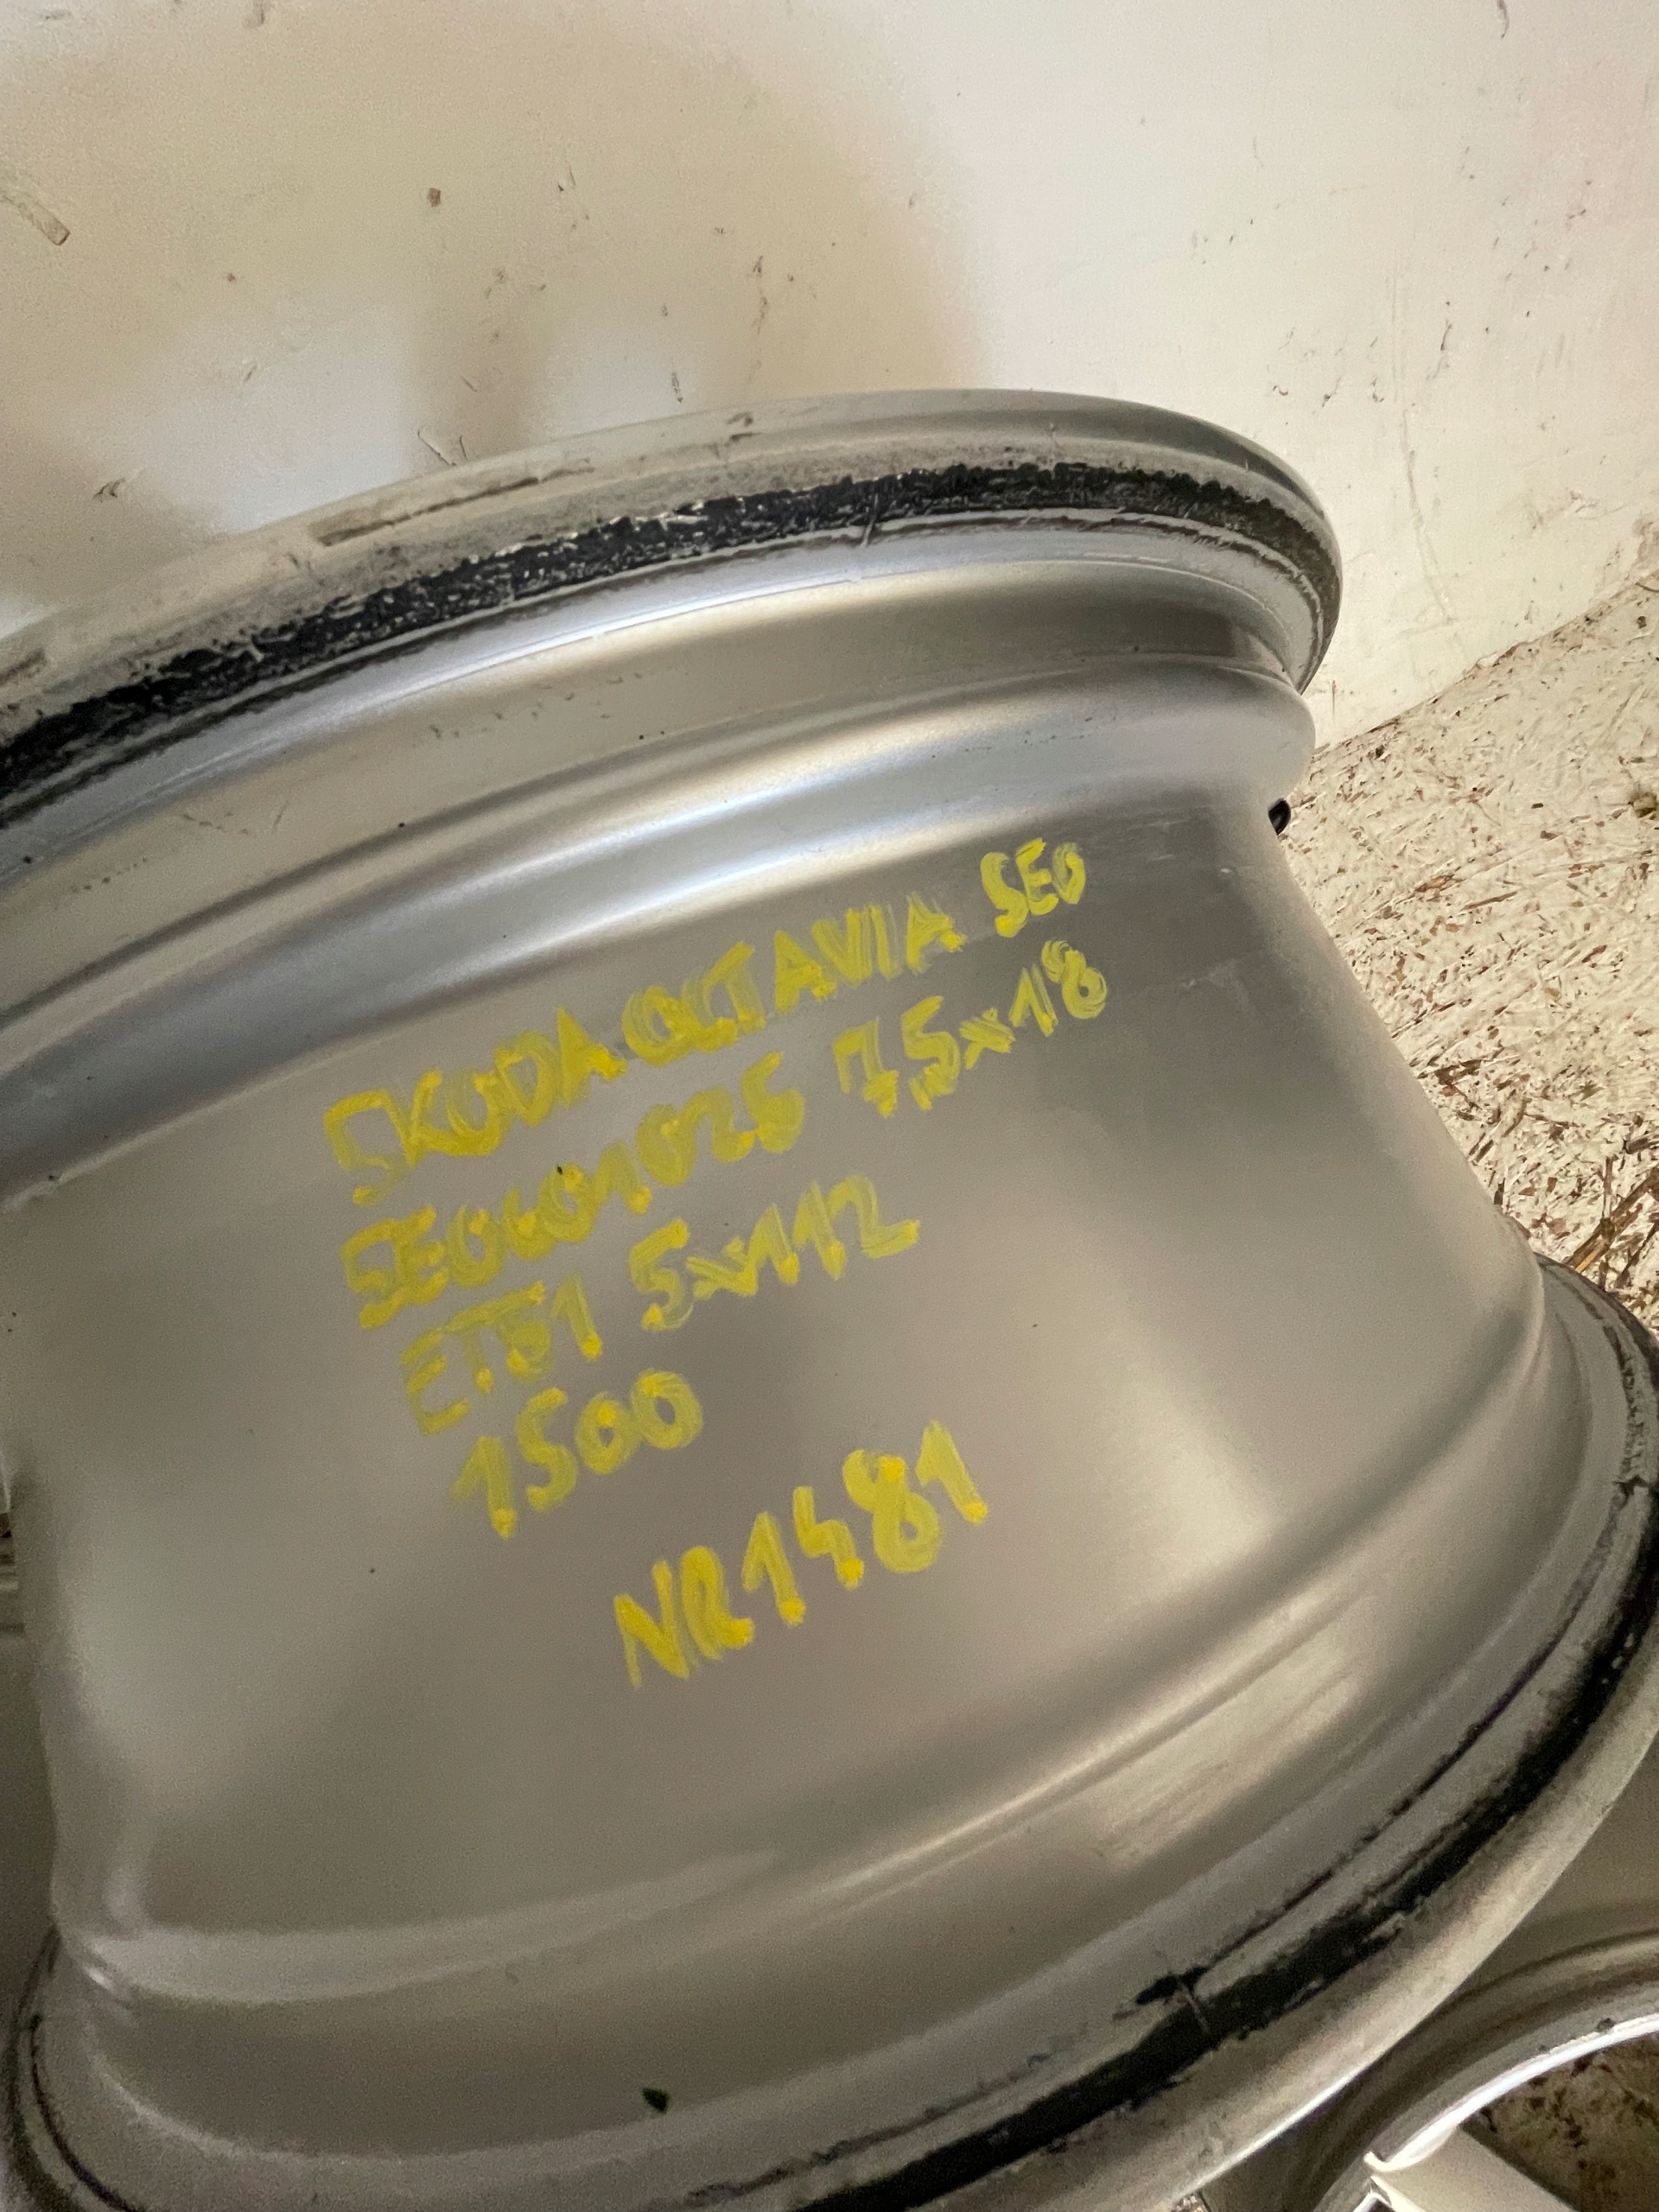 SKODA OCTAVIA 5E0
5E0601025 7,5x18
ET51 5x112
1500
NR1481